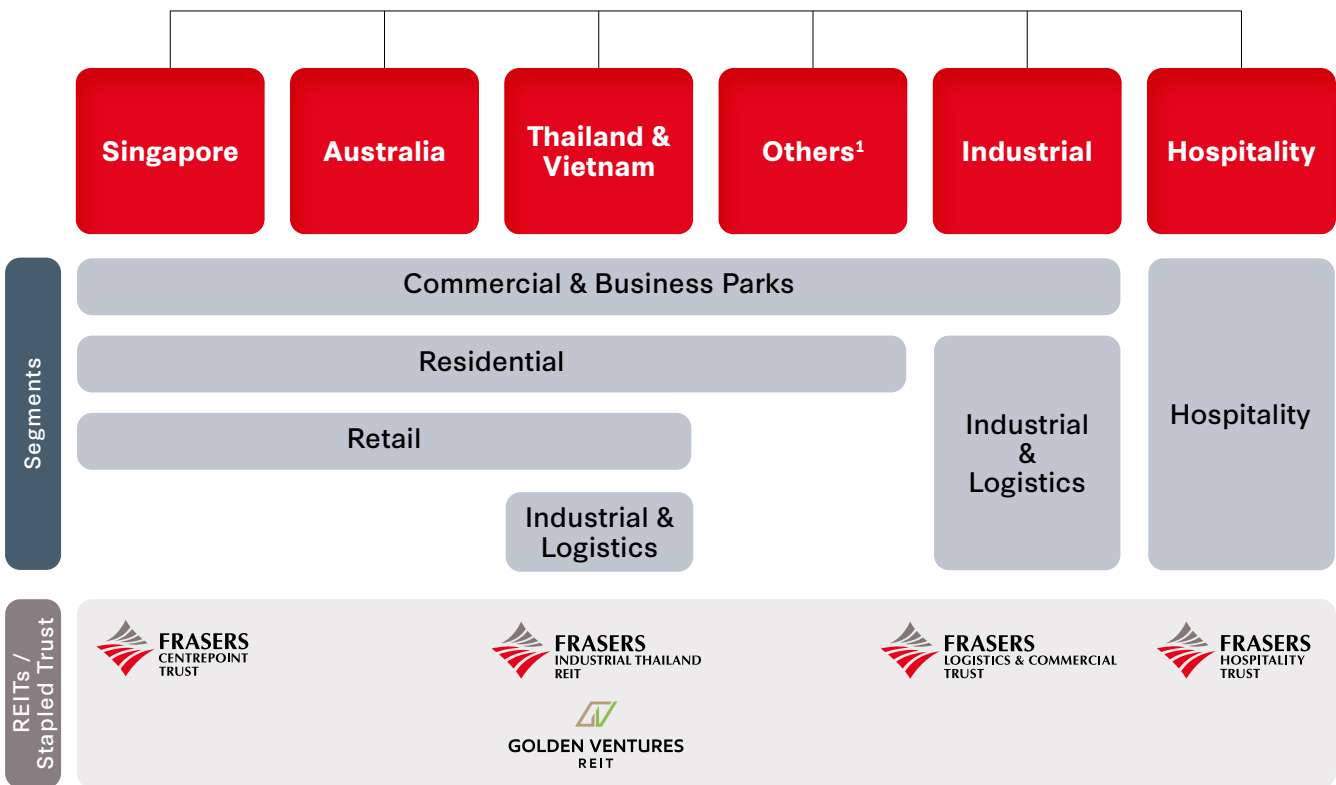 Singapore
Australia
Thailand &
Vietnam
Others¹
Industrial
Hospitality
Segments
Commercial & Business Parks
Residential
Retail
Industrial &
Logistics
Industrial
&
Logistics
Hospitality
REITs /
Stapled Trust
FRASERS
CENTREPOINT
TRUST
FRASERS
INDUSTRIAL THAILAND
REIT
GOLDEN VENTURES
REIT
FRASERS
LOGISTICS & COMMERCIAL
TRUST
FRASERS
HOSPITALITY
TRUST